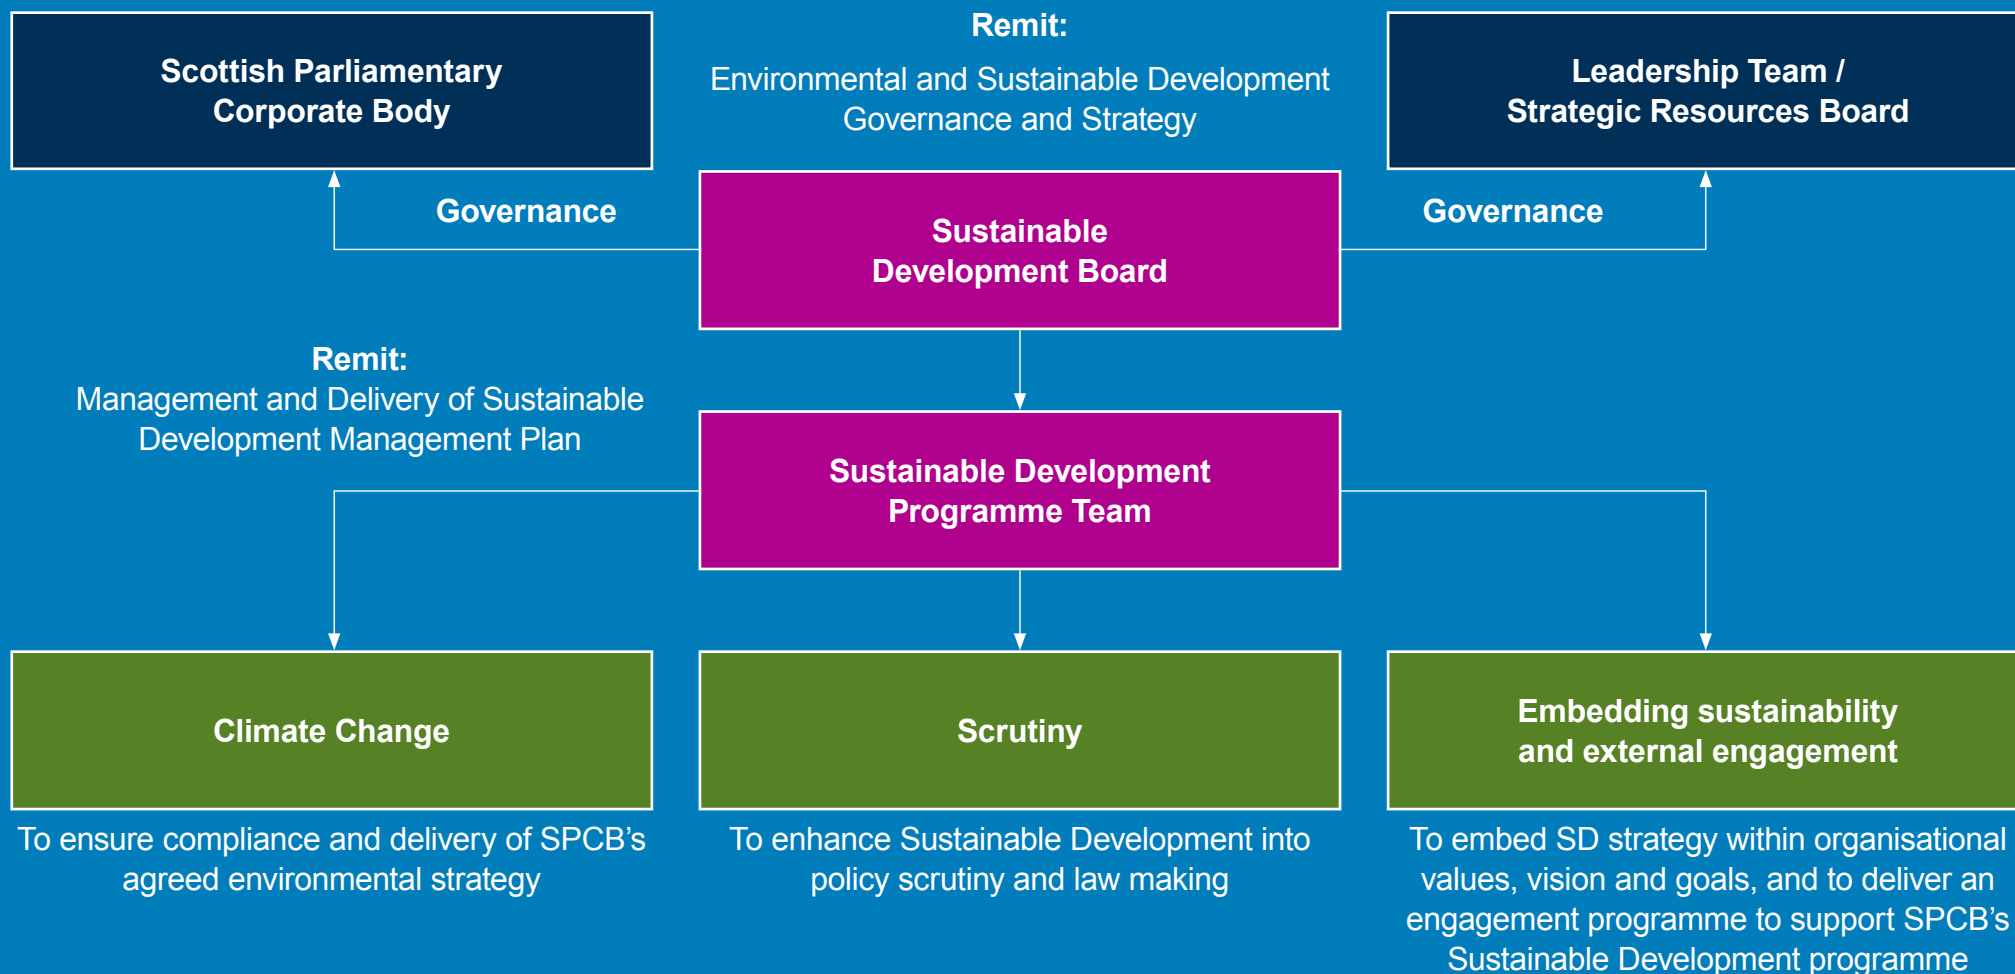 Scottish Parliamentary
Corporate Body
Remit:
Environmental and Sustainable Development
Governance and Strategy
Leadership Team /
Strategic Resources Board
Governance
Sustainable
Development Board
Governance
Remit:
Management and Delivery of Sustainable
Development Management Plan
Sustainable Development
Programme Team
Climate Change
To ensure compliance and delivery of SPCB’s
agreed environmental strategy
Scrutiny
To enhance Sustainable Development into
policy scrutiny and law making
Embedding sustainability
and external engagement
To embed SD strategy within organisational
values, vision and goals, and to deliver an
engagement programme to support SPCB’s
Sustainable Development programme